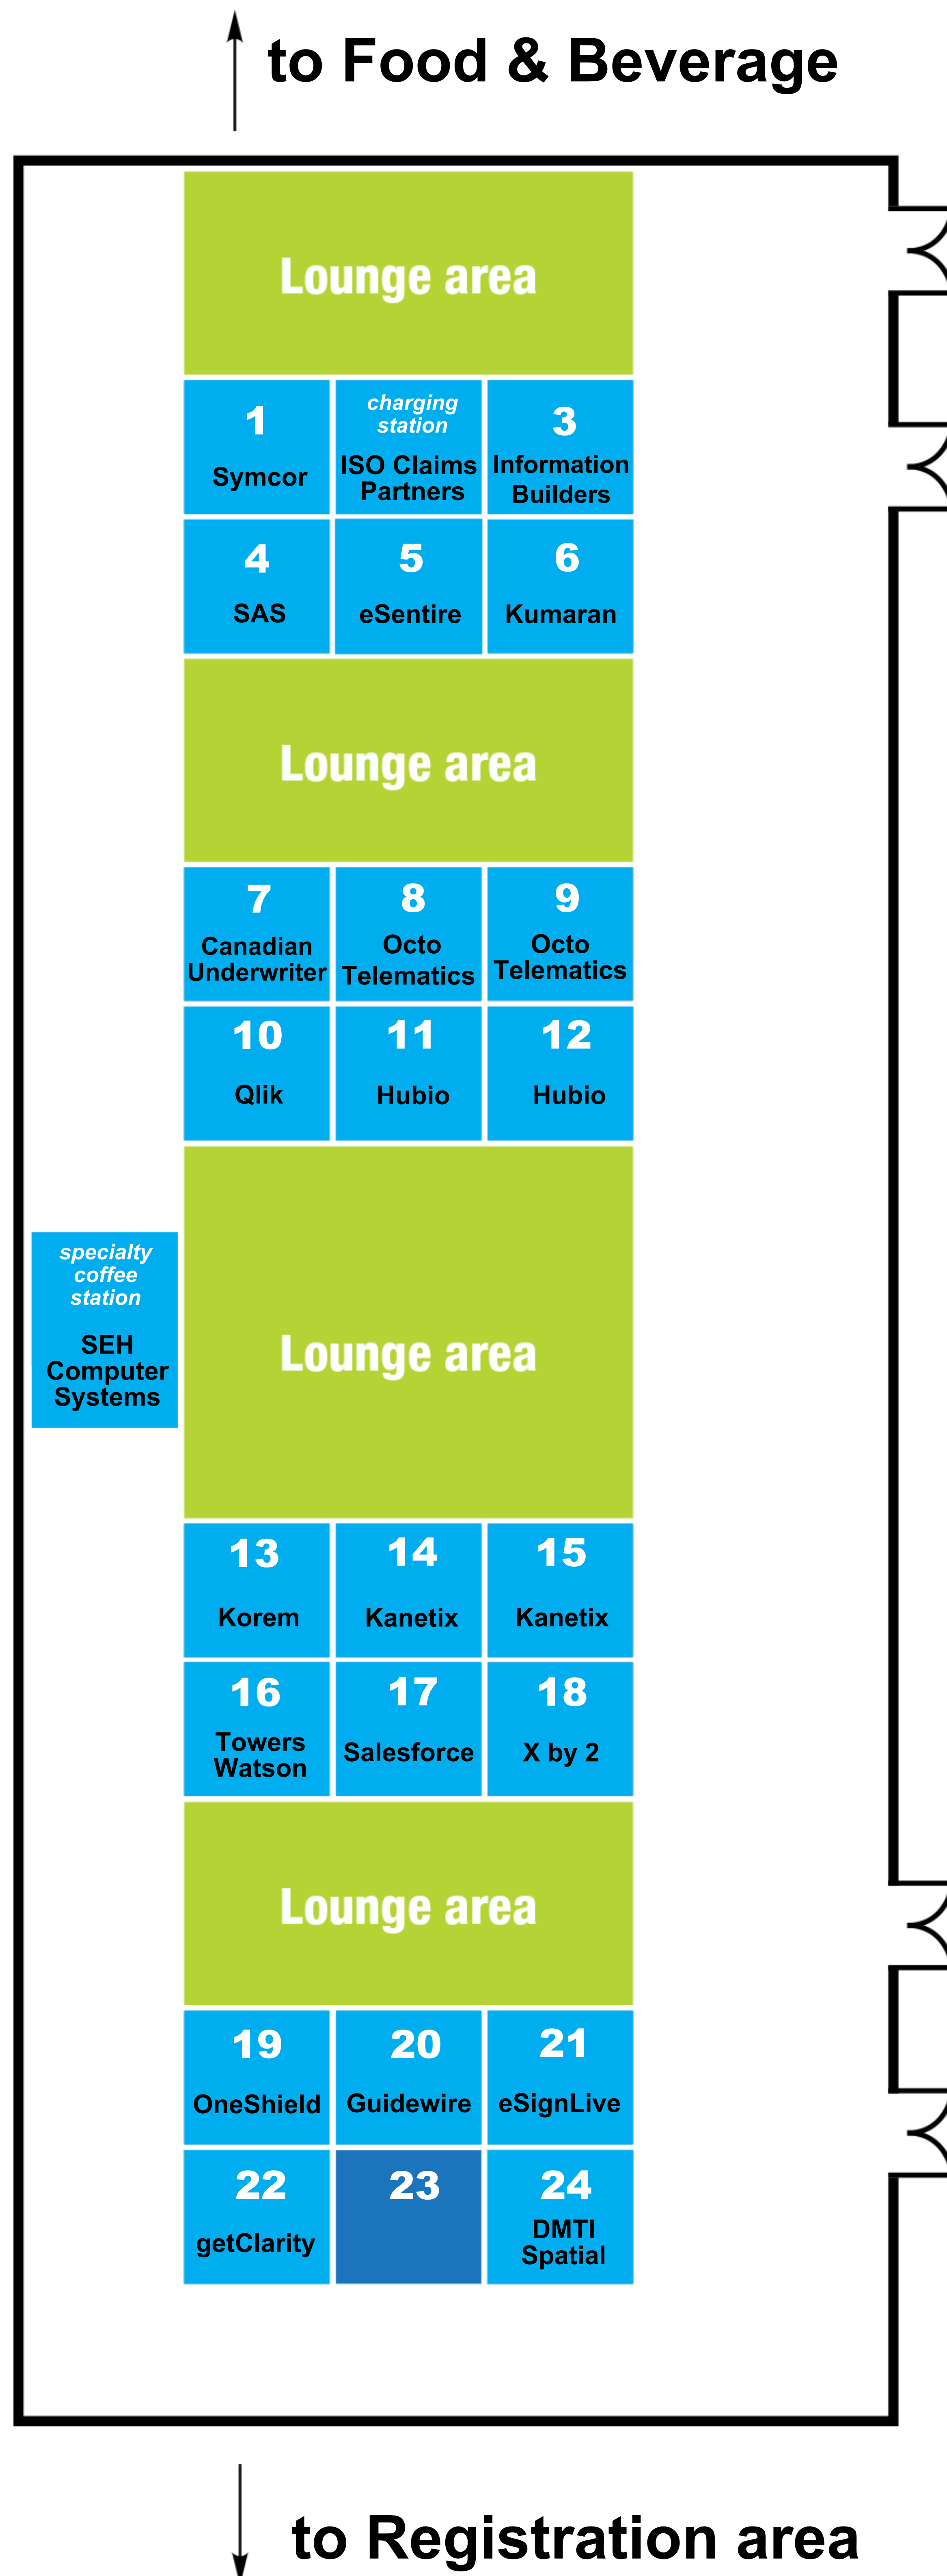 to Food & Beverage
Lounge area
1
Symcor
charging
station
ISO Claims
Partners
3
Information
Builders
4
SAS
5
eSentire
6
Kumaran
Lounge area
7
Canadian
Underwriter
8
Octo
Telematics
9
Octo
Telematics
10
Qlik
11
Hubio
12
Hubio
specialty
coffee
station
SEH
Computer
Systems
Lounge area
13
Korem
14
Kanetix
15
Kanetix
16
Towers
Watson
17
Salesforce
18
X by 2
Lounge area
19
OneShield
20
Guidewire
21
eSignLive
22
getClarity
23
24
DMTI
Spatial
to Registration area